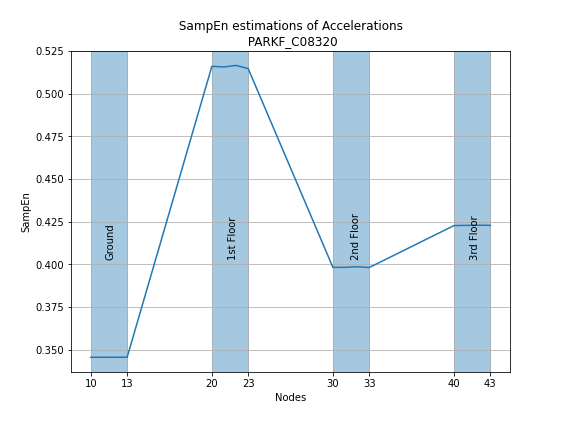 SampEn estimations of Accelerations
PARKF_C08320
0.525
0.500
0.475
0.450
0.425
0.400
0.375
0.350
SampEn
Ground
1st Floor
2nd Floor
3rd Floor
10 13 20 23 30 33 40 43
Nodes